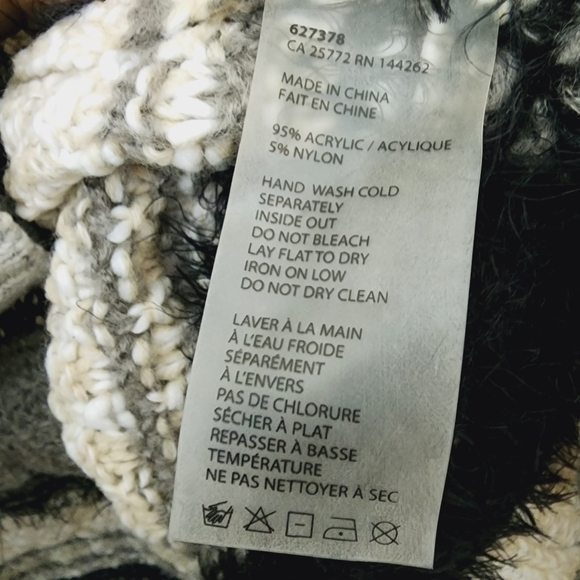 627378
CA 25772 RN 144262
MADE IN CHINA
FAIT EN CHINE
95% ACRYLIC / ACYLIQUE
5% NYLON
HAND WASH COLD
SEPARATELY
INSIDE OUT
DO NOT BLEACH
LAY FLAT TO DRY
IRON ON LOW
DO NOT DRY CLEAN
LAVER À LA MAIN
À L'EAU FROIDE
SÉPARÉMENT
À L'ENVERS
PAS DE CHLORURE
SÉCHER À PLAT
REPASSER À BASSE
TEMPÉRATURE
NE PAS NETTOYER À SEC